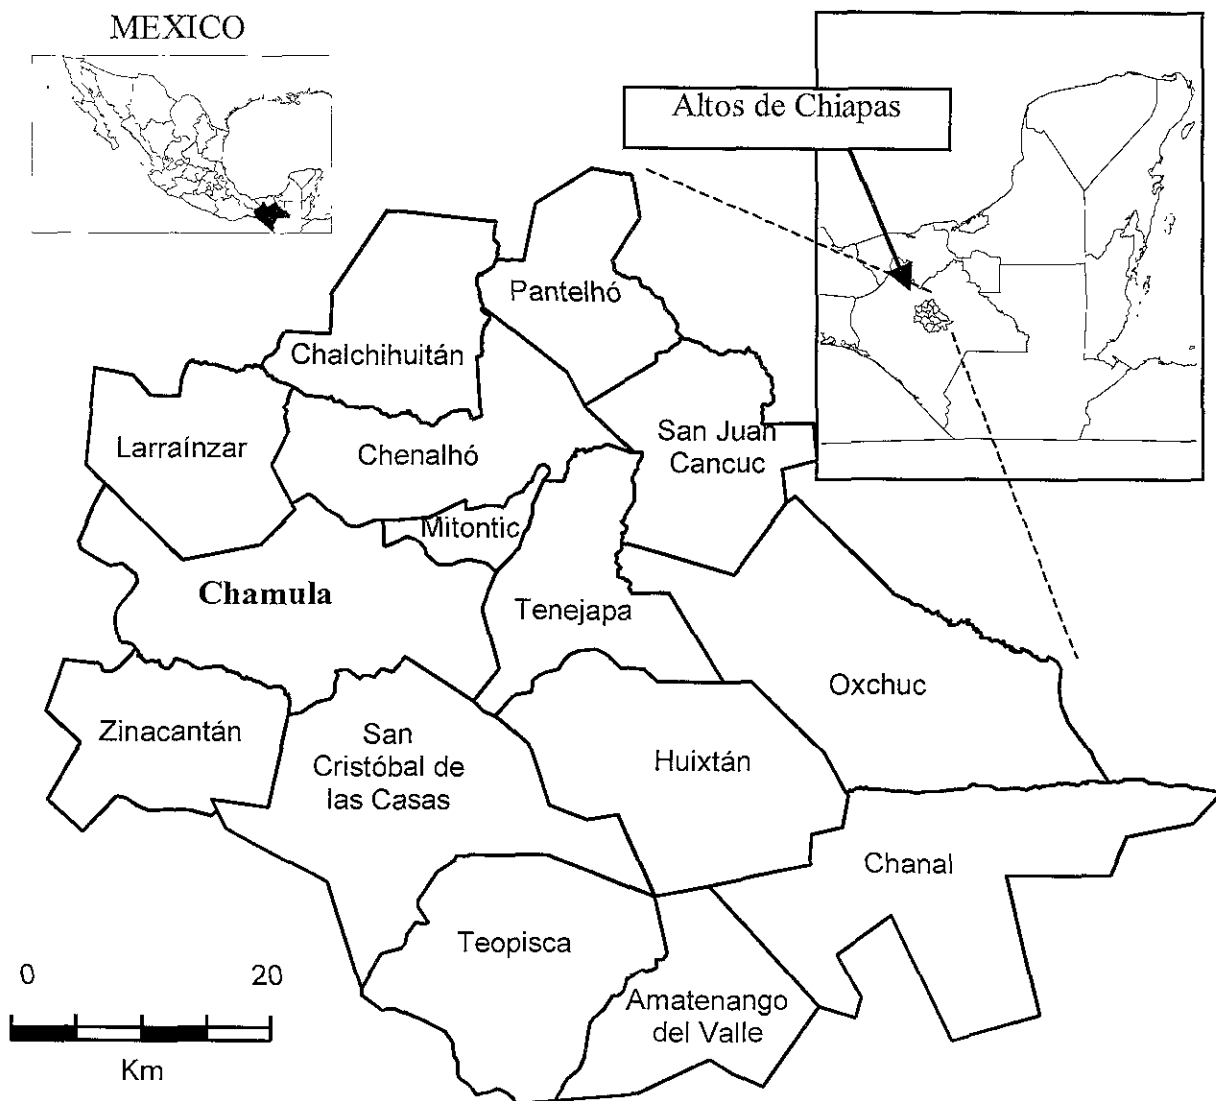 MEXICO
Altos de Chiapas
Pantelhó
Chalchihuitán
Larraínzar
Chenalhó
San Juan
Cancuc
Mitontic
Chamula
Tenejapa
Oxchuc
Zinacantán
San
Cristóbal de
las Casas
Huixtán
Chanal
Teopisca
Amatenango
del Valle
0 20
Km